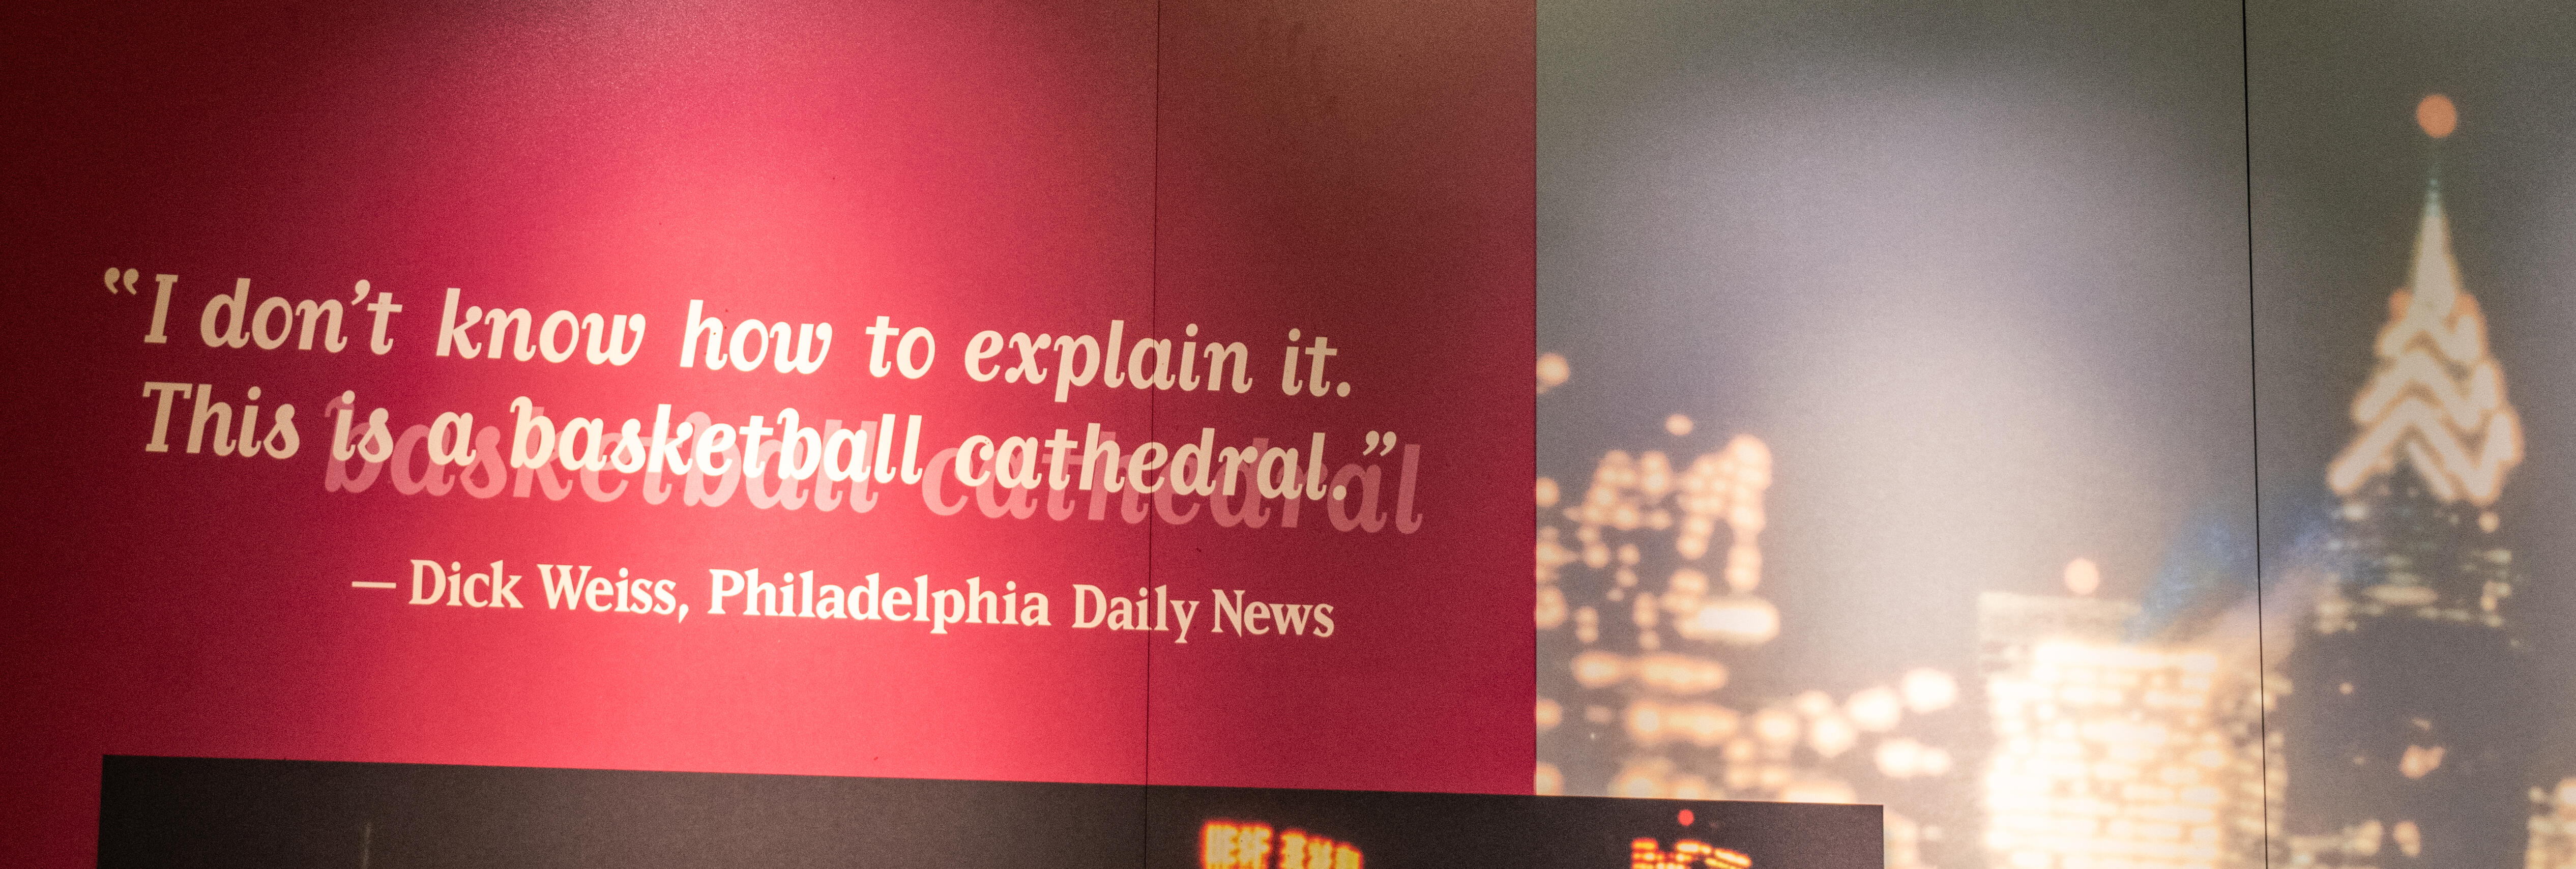 “I don’t know how to explain it.
This is a basketball cathedral.”
basketball cathedral
— Dick Weiss, Philadelphia Daily News